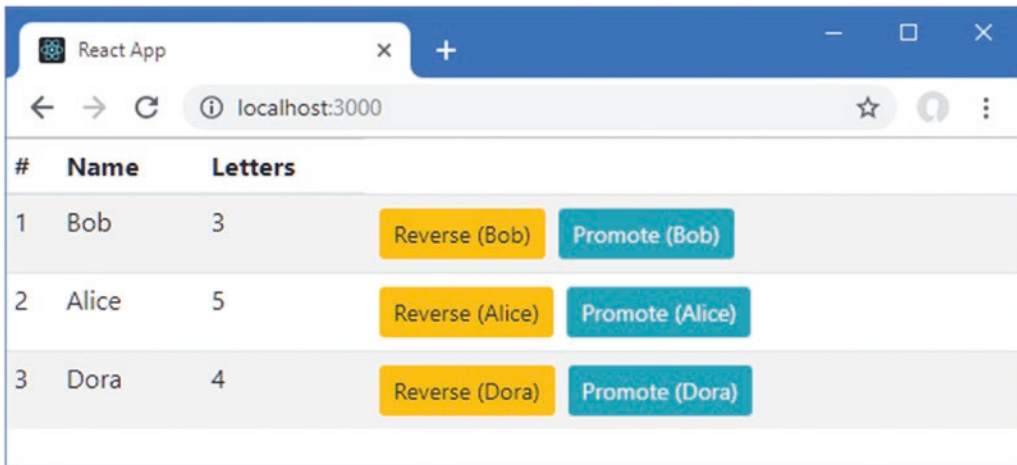 React App
localhost:3000
# Name Letters
1 Bob 3 Reverse (Bob) Promote (Bob)
2 Alice 5 Reverse (Alice) Promote (Alice)
3 Dora 4 Reverse (Dora) Promote (Dora)